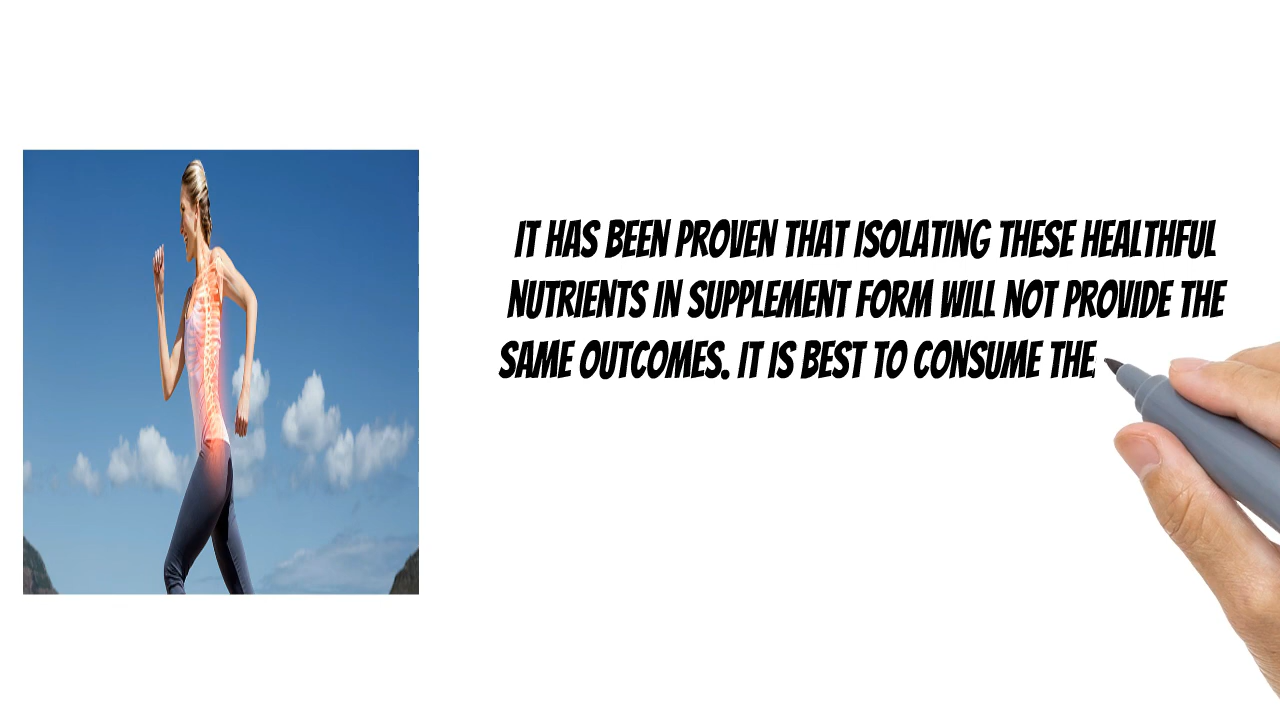 IT HAS BEEN PROVEN THAT ISOLATING THESE HEALTHFUL
NUTRIENTS IN SUPPLEMENT FORM WILL NOT PROVIDE THE
SAME OUTCOMES. IT IS BEST TO CONSUME THE